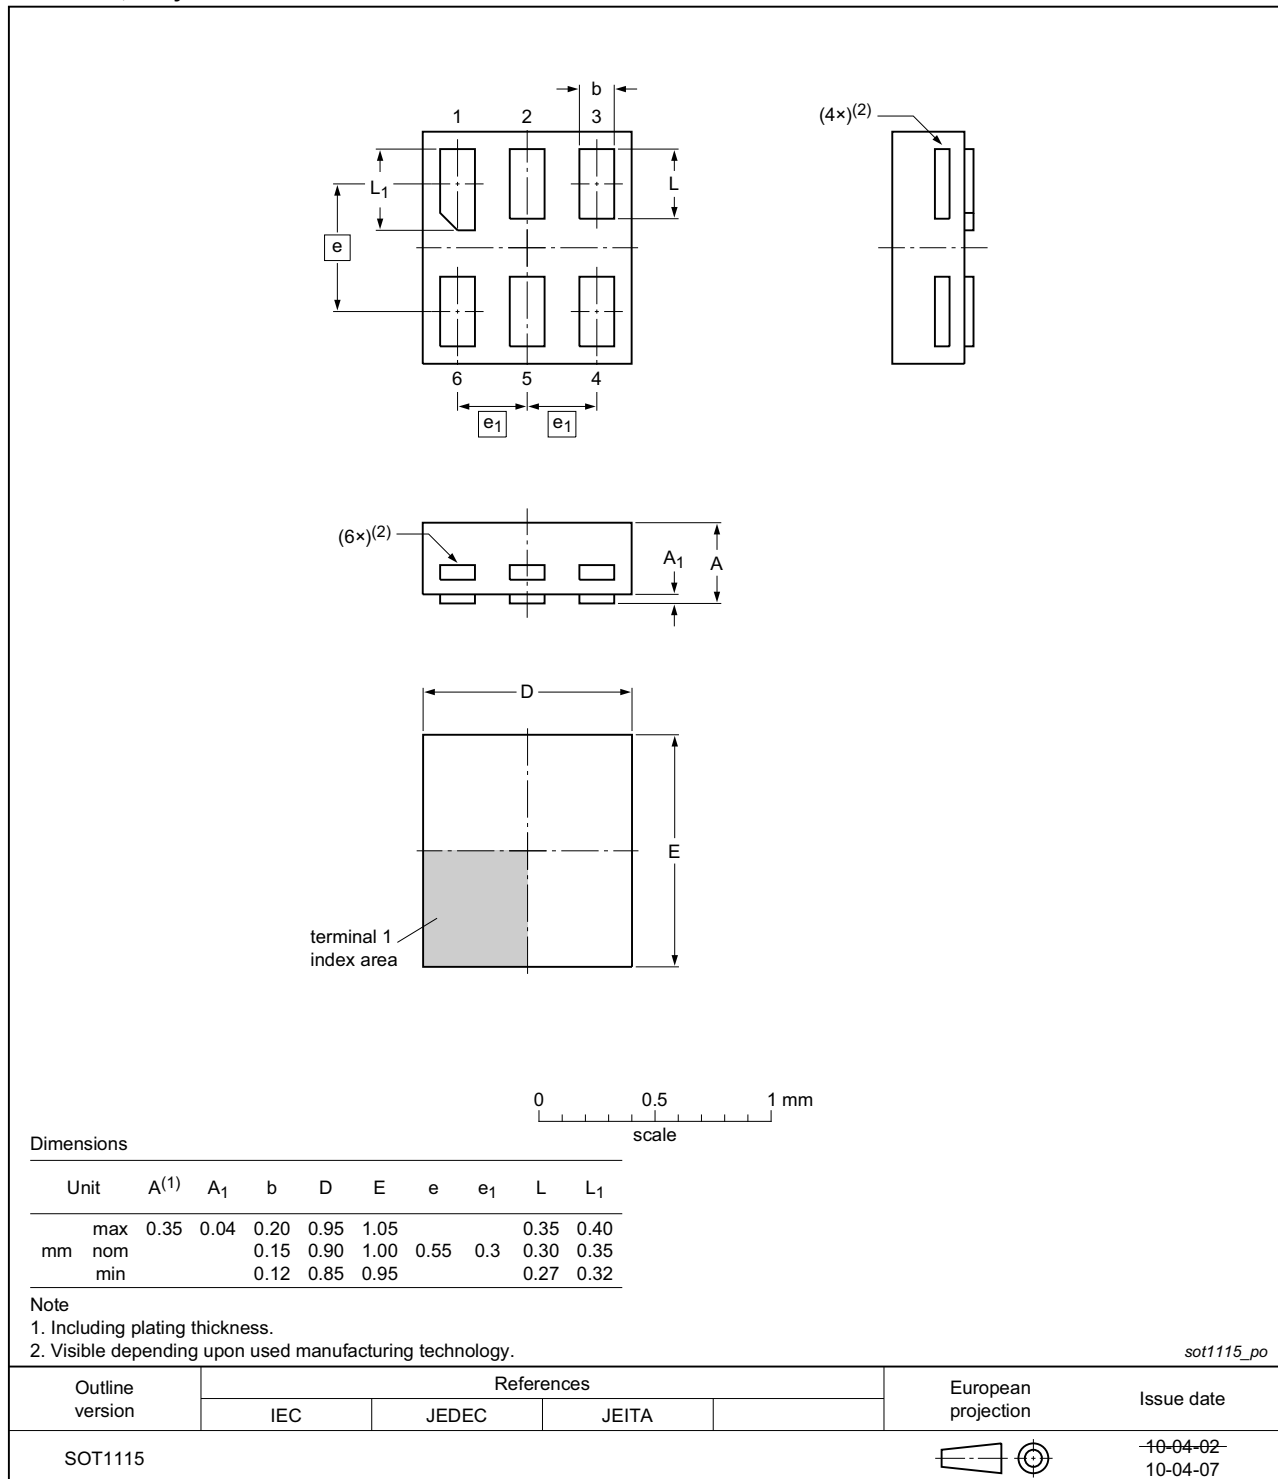 b
1 2 3
(4×)(2)
L1
L
e
6 5 4
e1 e1
(6×)(2)
A1
A
D
E
terminal 1
index area
0 0.5 1 mm
scale
Dimensions
Unit A(1) A1 b D E e e1 L L1
max 0.35 0.04 0.20 0.95 1.05 0.35 0.40
mm nom 0.15 0.90 1.00 0.55 0.3 0.30 0.35
min 0.12 0.85 0.95 0.27 0.32
Note
1. Including plating thickness.
2. Visible depending upon used manufacturing technology.
sot1115_po
Outline version
References
European projection
Issue date
IEC JEDEC JEITA
SOT1115
10-04-02
10-04-07